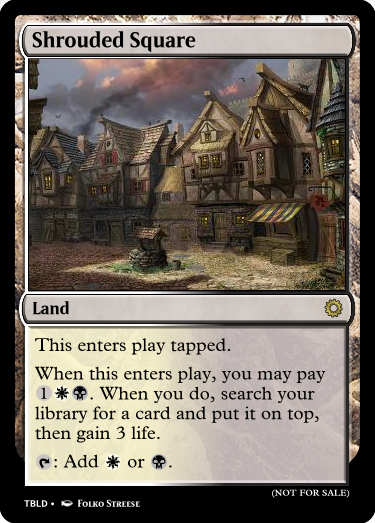 Shrouded Square
Land
This enters play tapped.
When this enters play, you may pay
1. When you do, search your
library for a card and put it on top,
then gain 3 life.
: Add or .
(NOT FOR SALE)
TBLD • Folko Streese